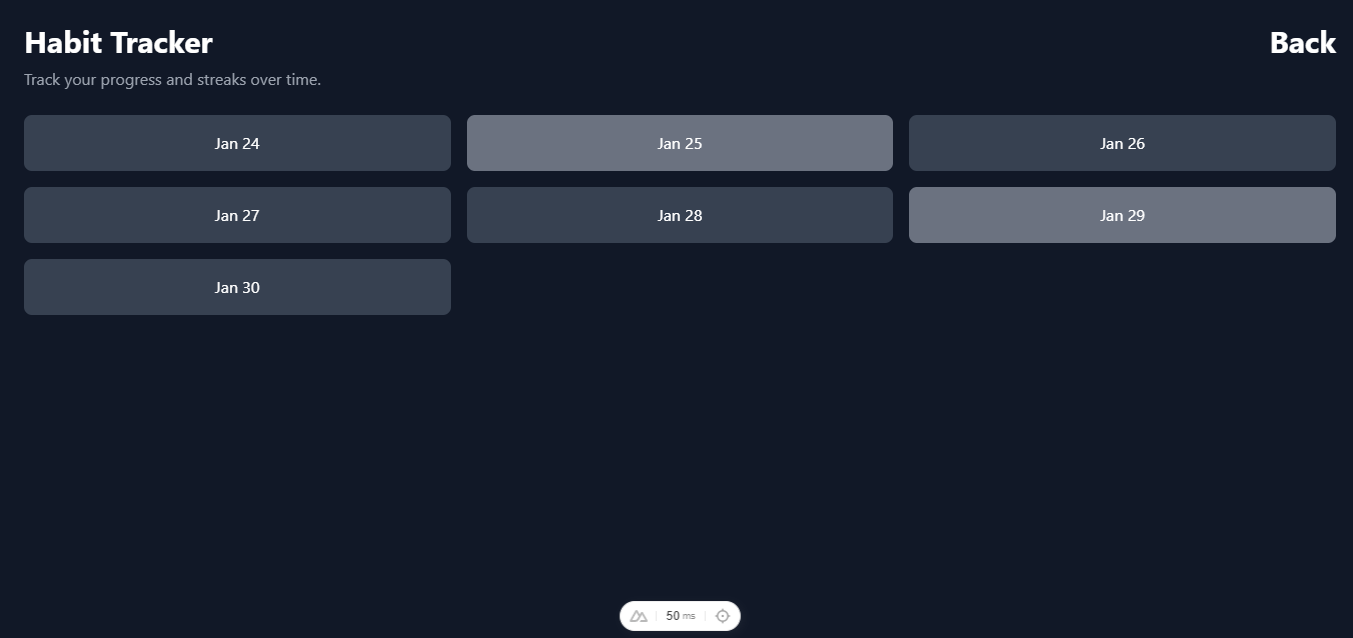 Habit Tracker
Back
Track your progress and streaks over time.
Jan 24
Jan 25
Jan 26
Jan 27
Jan 28
Jan 29
Jan 30
50 ms